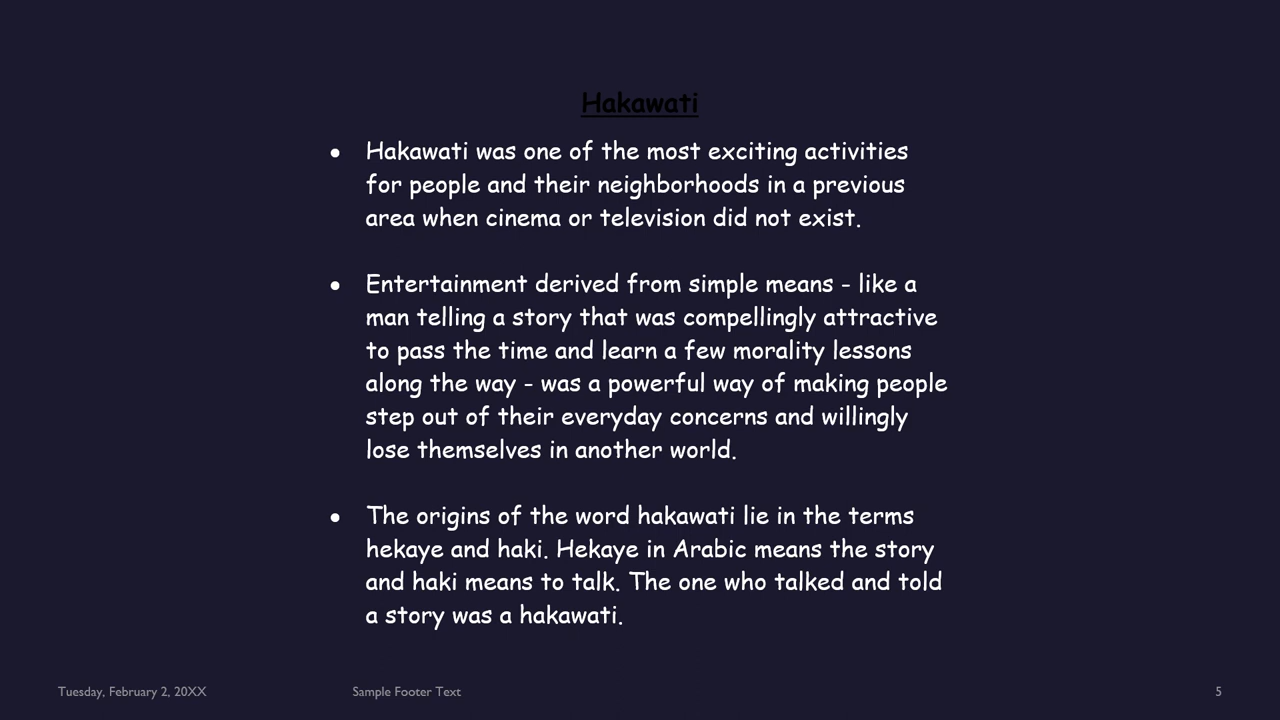 Hakawati
• Hakawati was one of the most exciting activities
for people and their neighborhoods in a previous
area when cinema or television did not exist.
• Entertainment derived from simple means - like a
man telling a story that was compellingly attractive
to pass the time and learn a few morality lessons
along the way - was a powerful way of making people
step out of their everyday concerns and willingly
lose themselves in another world.
• The origins of the word hakawati lie in the terms
hekaye and haki. Hekaye in Arabic means the story
and haki means to talk. The one who talked and told
a story was a hakawati.
Tuesday, February 2, 20XX
Sample Footer Text
5